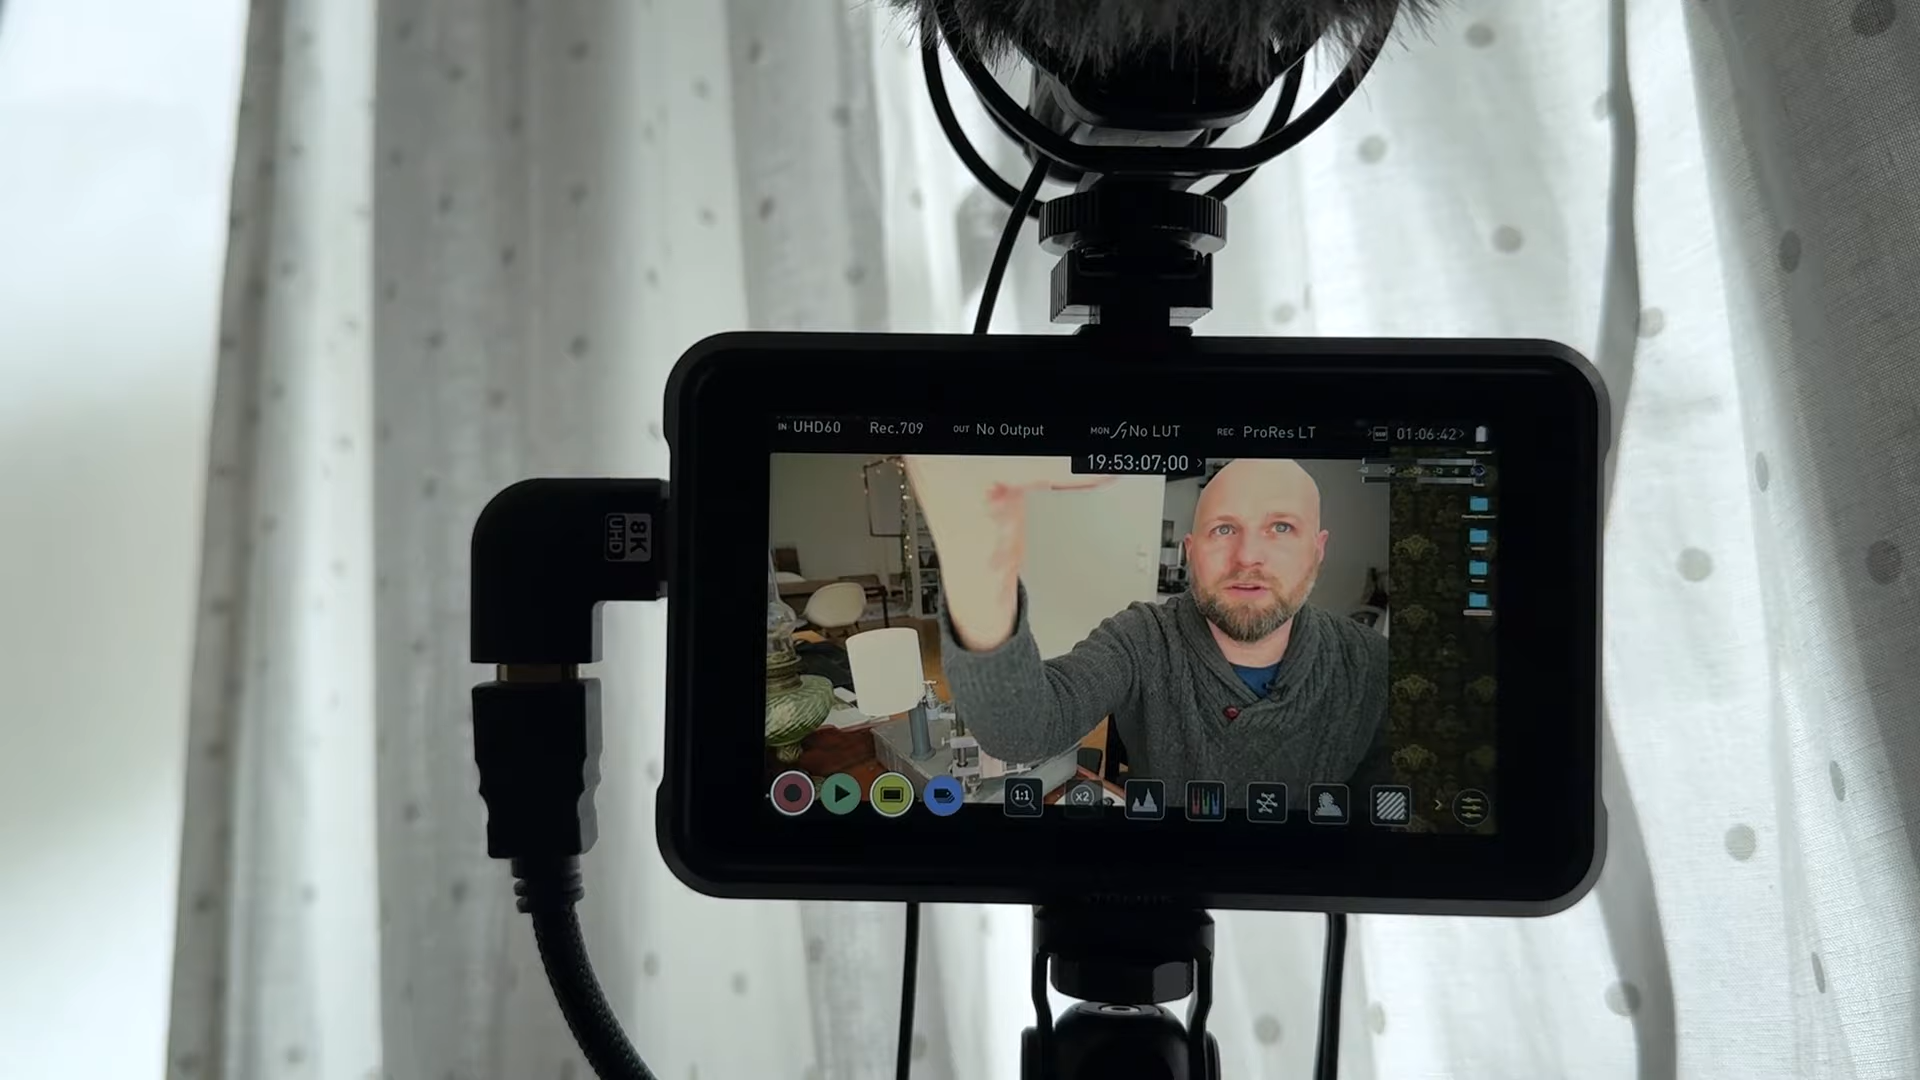 IN UHD60 Rec.709 OUT No Output MON No LUT REC ProRes LT 01:06:42
19:53:07;00
8K
UHD
1:1
x2